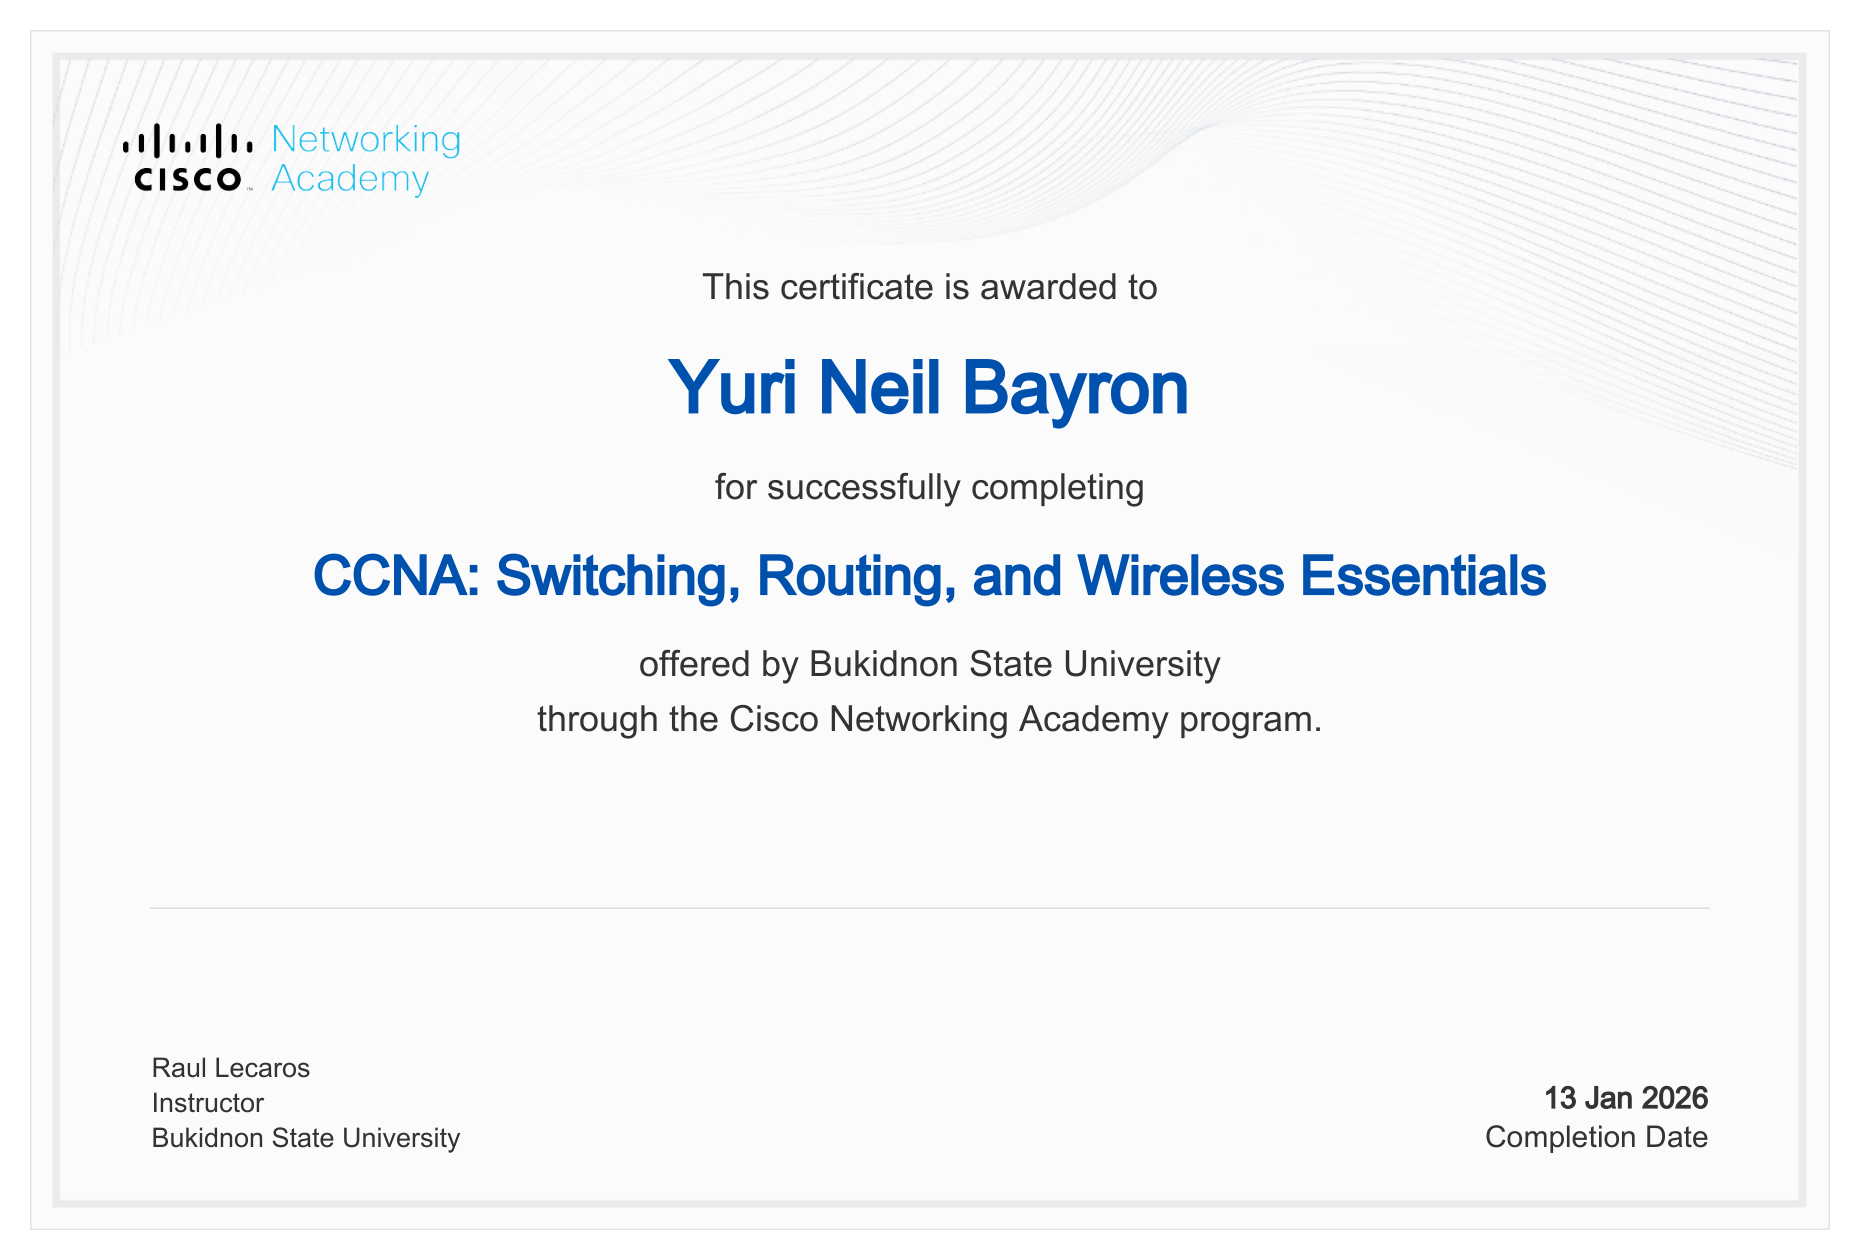 Networking
CISCO™ Academy
This certificate is awarded to
Yuri Neil Bayron
for successfully completing
CCNA: Switching, Routing, and Wireless Essentials
offered by Bukidnon State University
through the Cisco Networking Academy program.
Raul Lecaros
Instructor
Bukidnon State University
13 Jan 2026
Completion Date